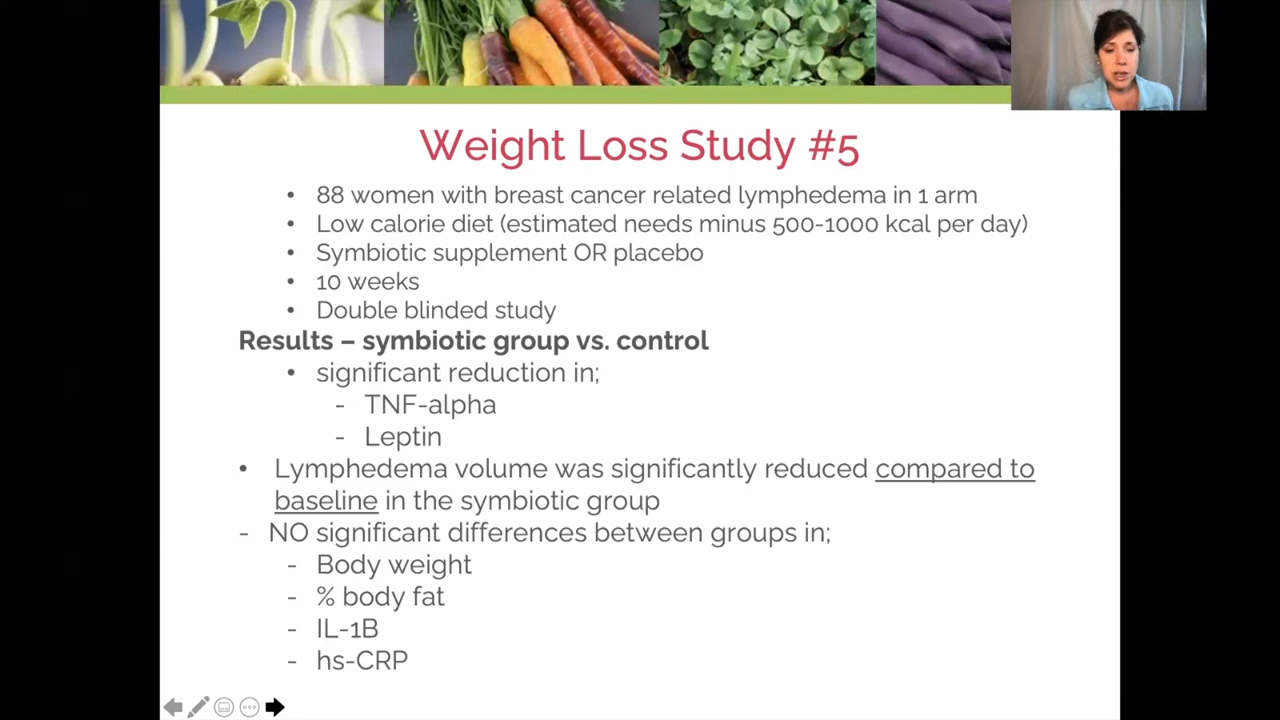 Weight Loss Study #5
• 88 women with breast cancer related lymphedema in 1 arm
• Low calorie diet (estimated needs minus 500-1000 kcal per day)
• Symbiotic supplement OR placebo
• 10 weeks
• Double blinded study
Results – symbiotic group vs. control
• significant reduction in;
- TNF-alpha
- Leptin
• Lymphedema volume was significantly reduced compared to
baseline in the symbiotic group
- NO significant differences between groups in;
- Body weight
- % body fat
- IL-1B
- hs-CRP